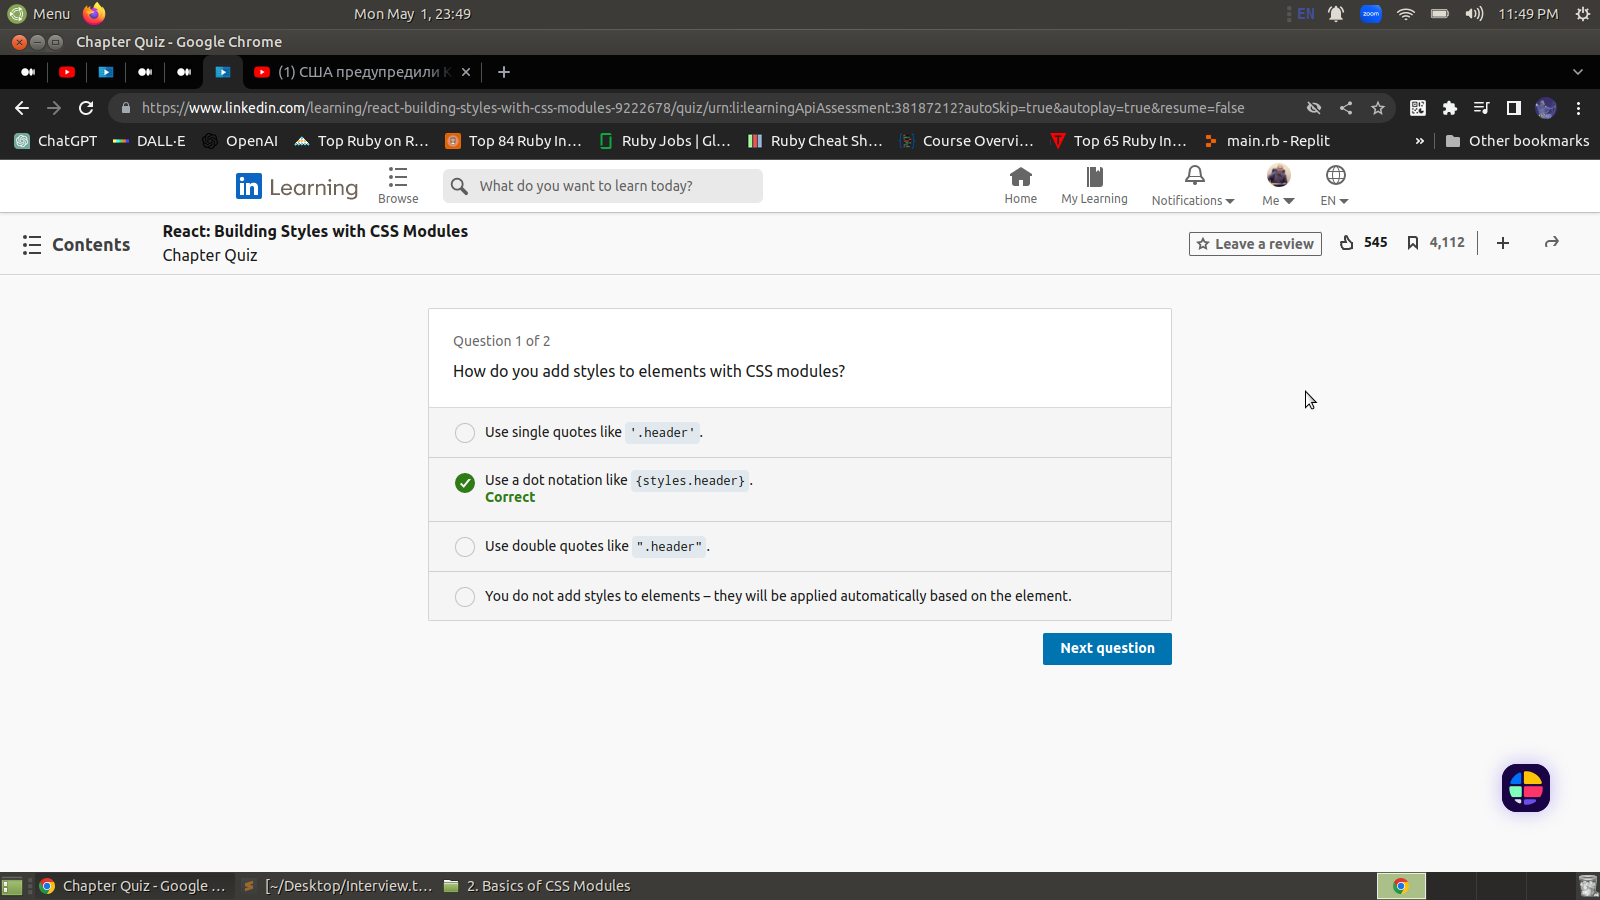 Menu
Mon May 1, 23:49
EN
zoom
11:49 PM
Chapter Quiz - Google Chrome
(1) США предупредили
https://www.linkedin.com/learning/react-building-styles-with-css-modules-9222678/quiz/urn:li:learningApiAssessment:38187212?autoSkip=true&autoplay=true&resume=false
ChatGPT DALL·E OpenAI Top Ruby on R... Top 84 Ruby In... Ruby Jobs | Gl... Ruby Cheat Sh... Course Overvi... Top 65 Ruby In... main.rb - Replit » Other bookmarks
in Learning
Browse
What do you want to learn today?
Home
My Learning
Notifications
Me
EN
Contents
React: Building Styles with CSS Modules
Chapter Quiz
Leave a review
545
4,112
Question 1 of 2
How do you add styles to elements with CSS modules?
Use single quotes like '.header'.
Use a dot notation like {styles.header}.
Correct
Use double quotes like ".header".
You do not add styles to elements – they will be applied automatically based on the element.
Next question
Chapter Quiz - Google ...
[~/Desktop/Interview.t...
2. Basics of CSS Modules